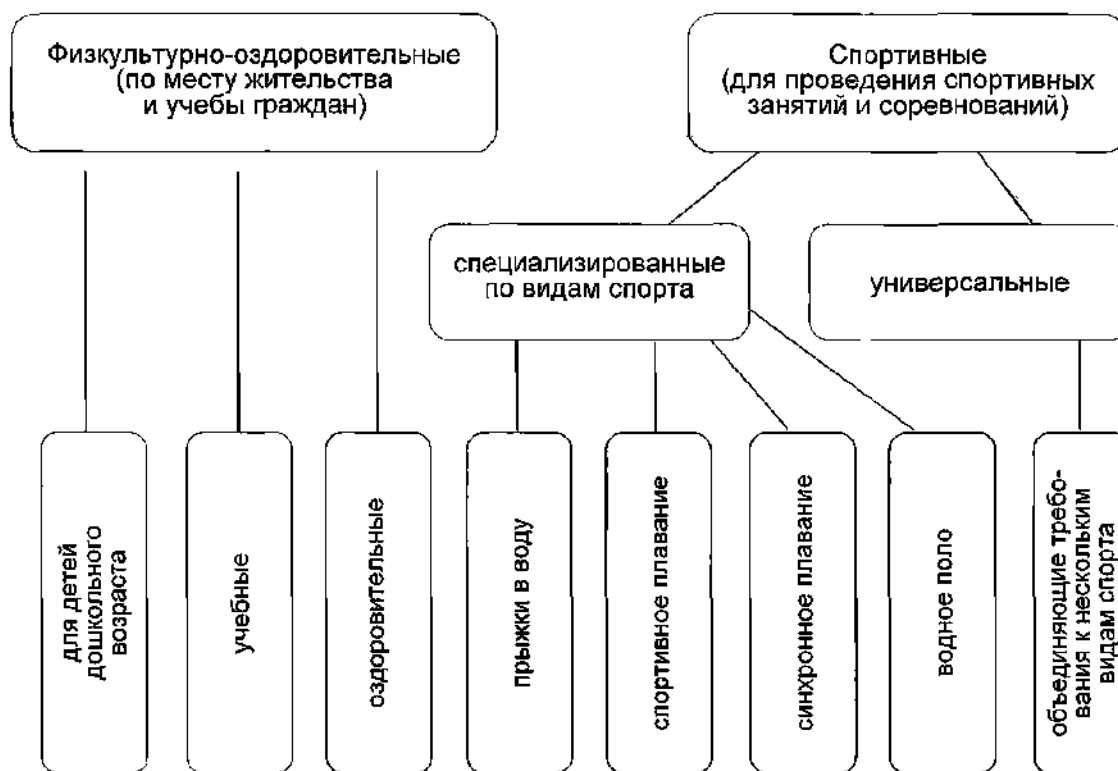 Физкультурно-оздоровительные
(по месту жительства
и учебы граждан)
Спортивные
(для проведения спортивных
занятий и соревнований)
специализированные
по видам спорта
универсальные
для детей
дошкольного
возраста
учебные
оздоровительные
прыжки в воду
спортивное плавание
синхронное плавание
водное поло
объединяющие требо-
вания к нескольким
видам спорта